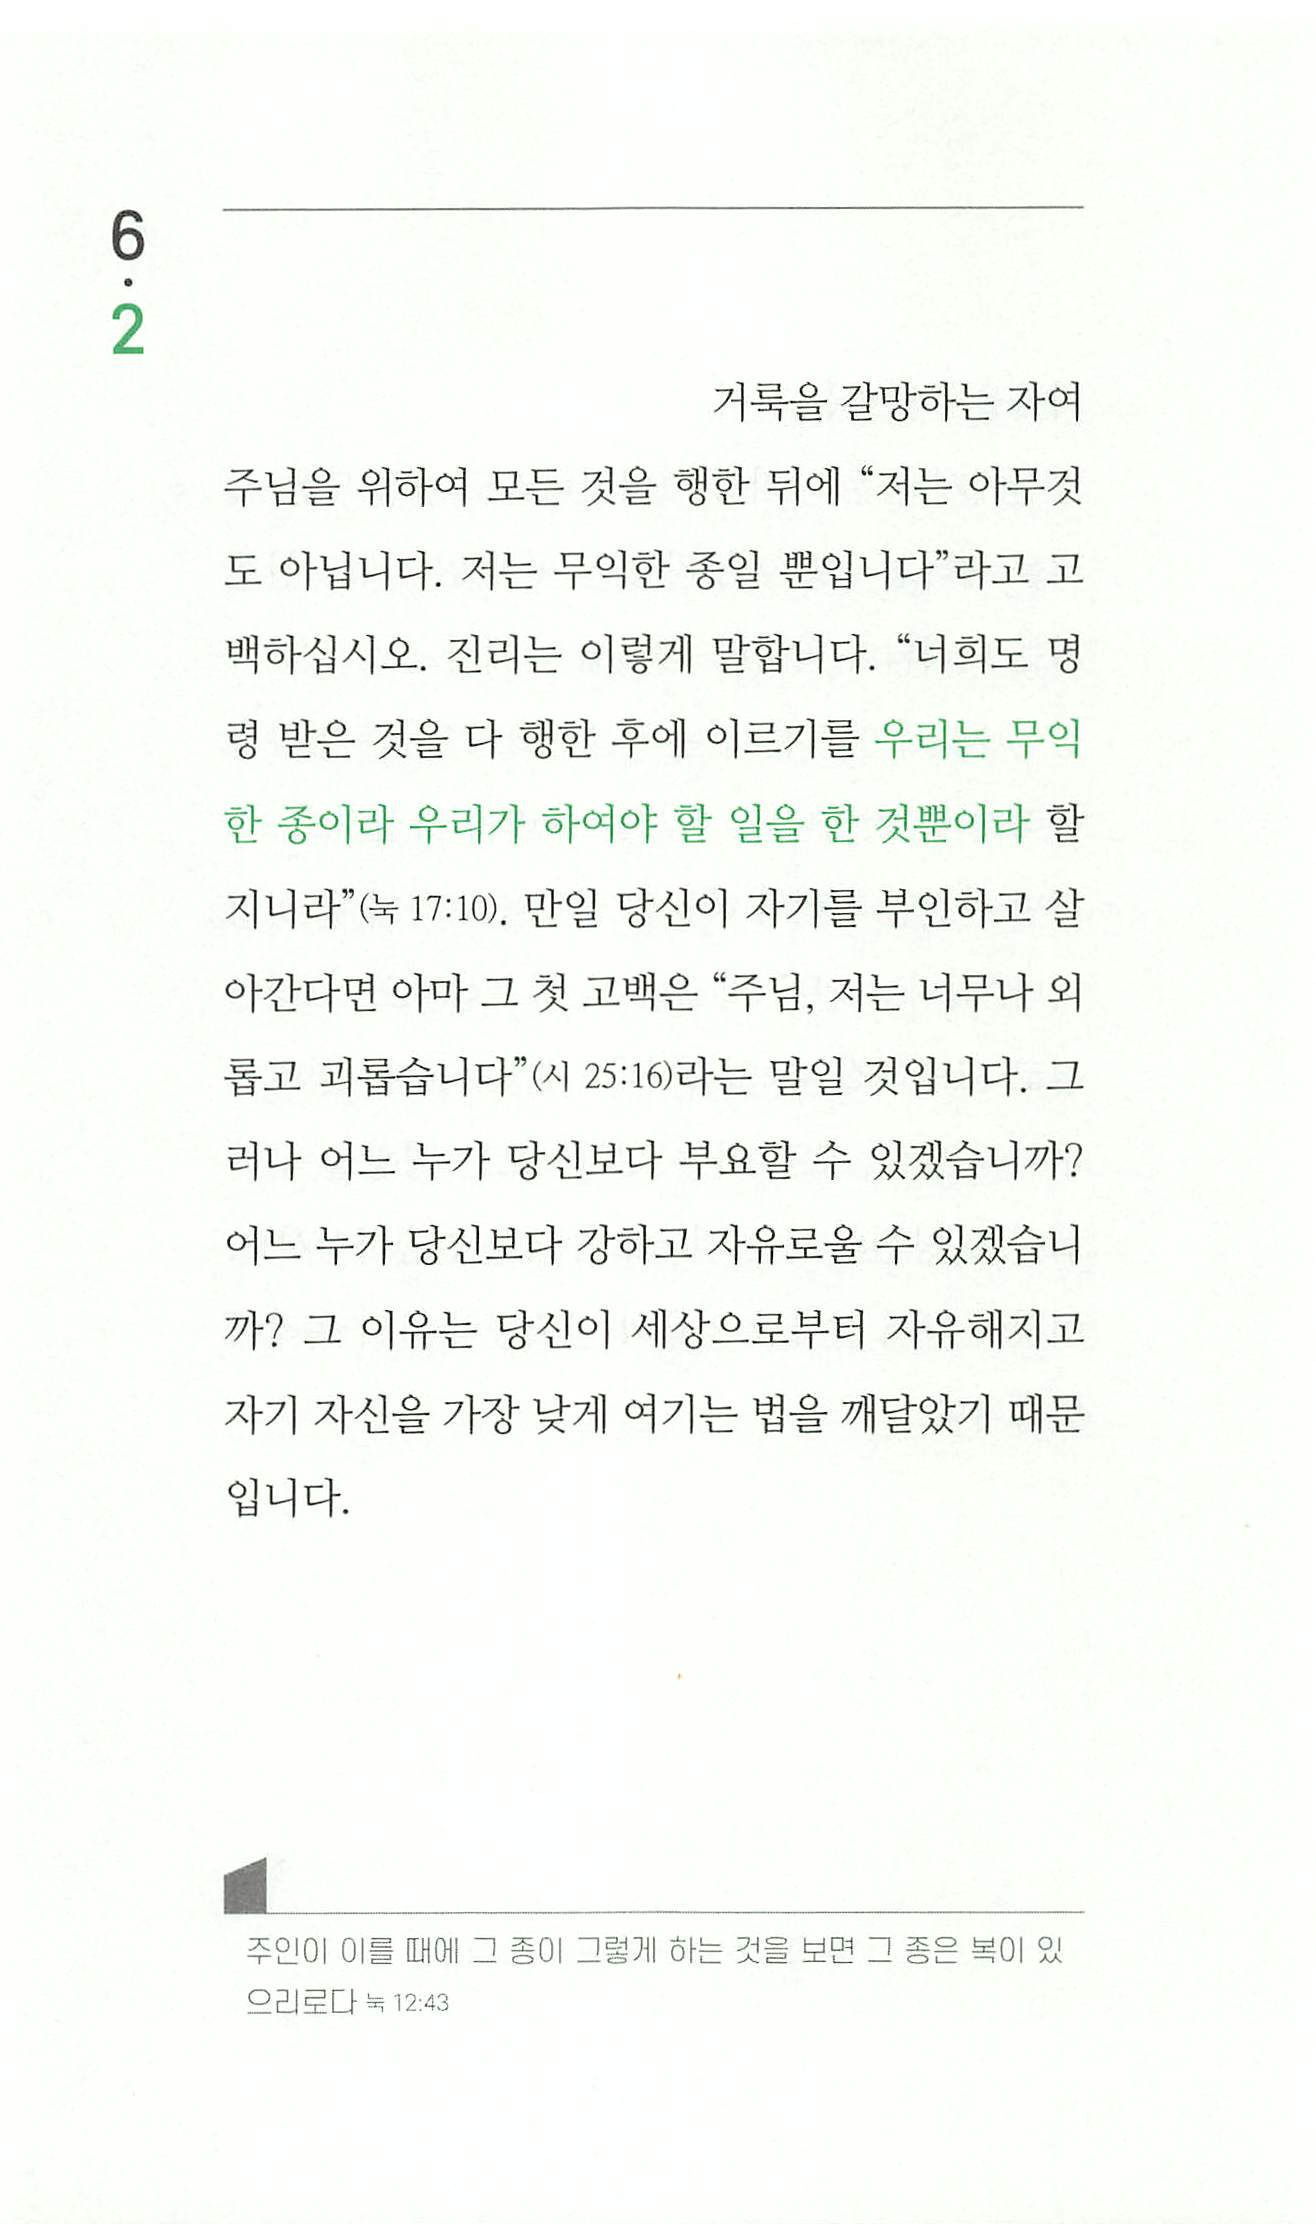 6
·
2
거룩을 갈망하는 자여
주님을 위하여 모든 것을 행한 뒤에 “저는 아무것
도 아닙니다. 저는 무익한 종일 뿐입니다”라고 고
백하십시오. 진리는 이렇게 말합니다. “너희도 명
령 받은 것을 다 행한 후에 이르기를 우리는 무익
한 종이라 우리가 하여야 할 일을 한 것뿐이라 할
지니라”(눅 17:10). 만일 당신이 자기를 부인하고 살
아간다면 아마 그 첫 고백은 “주님, 저는 너무나 외
롭고 괴롭습니다”(시 25:16)라는 말일 것입니다. 그
러나 어느 누가 당신보다 부요할 수 있겠습니까?
어느 누가 당신보다 강하고 자유로울 수 있겠습니
까? 그 이유는 당신이 세상으로부터 자유해지고
자기 자신을 가장 낮게 여기는 법을 깨달았기 때문
입니다.
주인이 이를 때에 그 종이 그렇게 하는 것을 보면 그 종은 복이 있
으리로다 눅 12:43